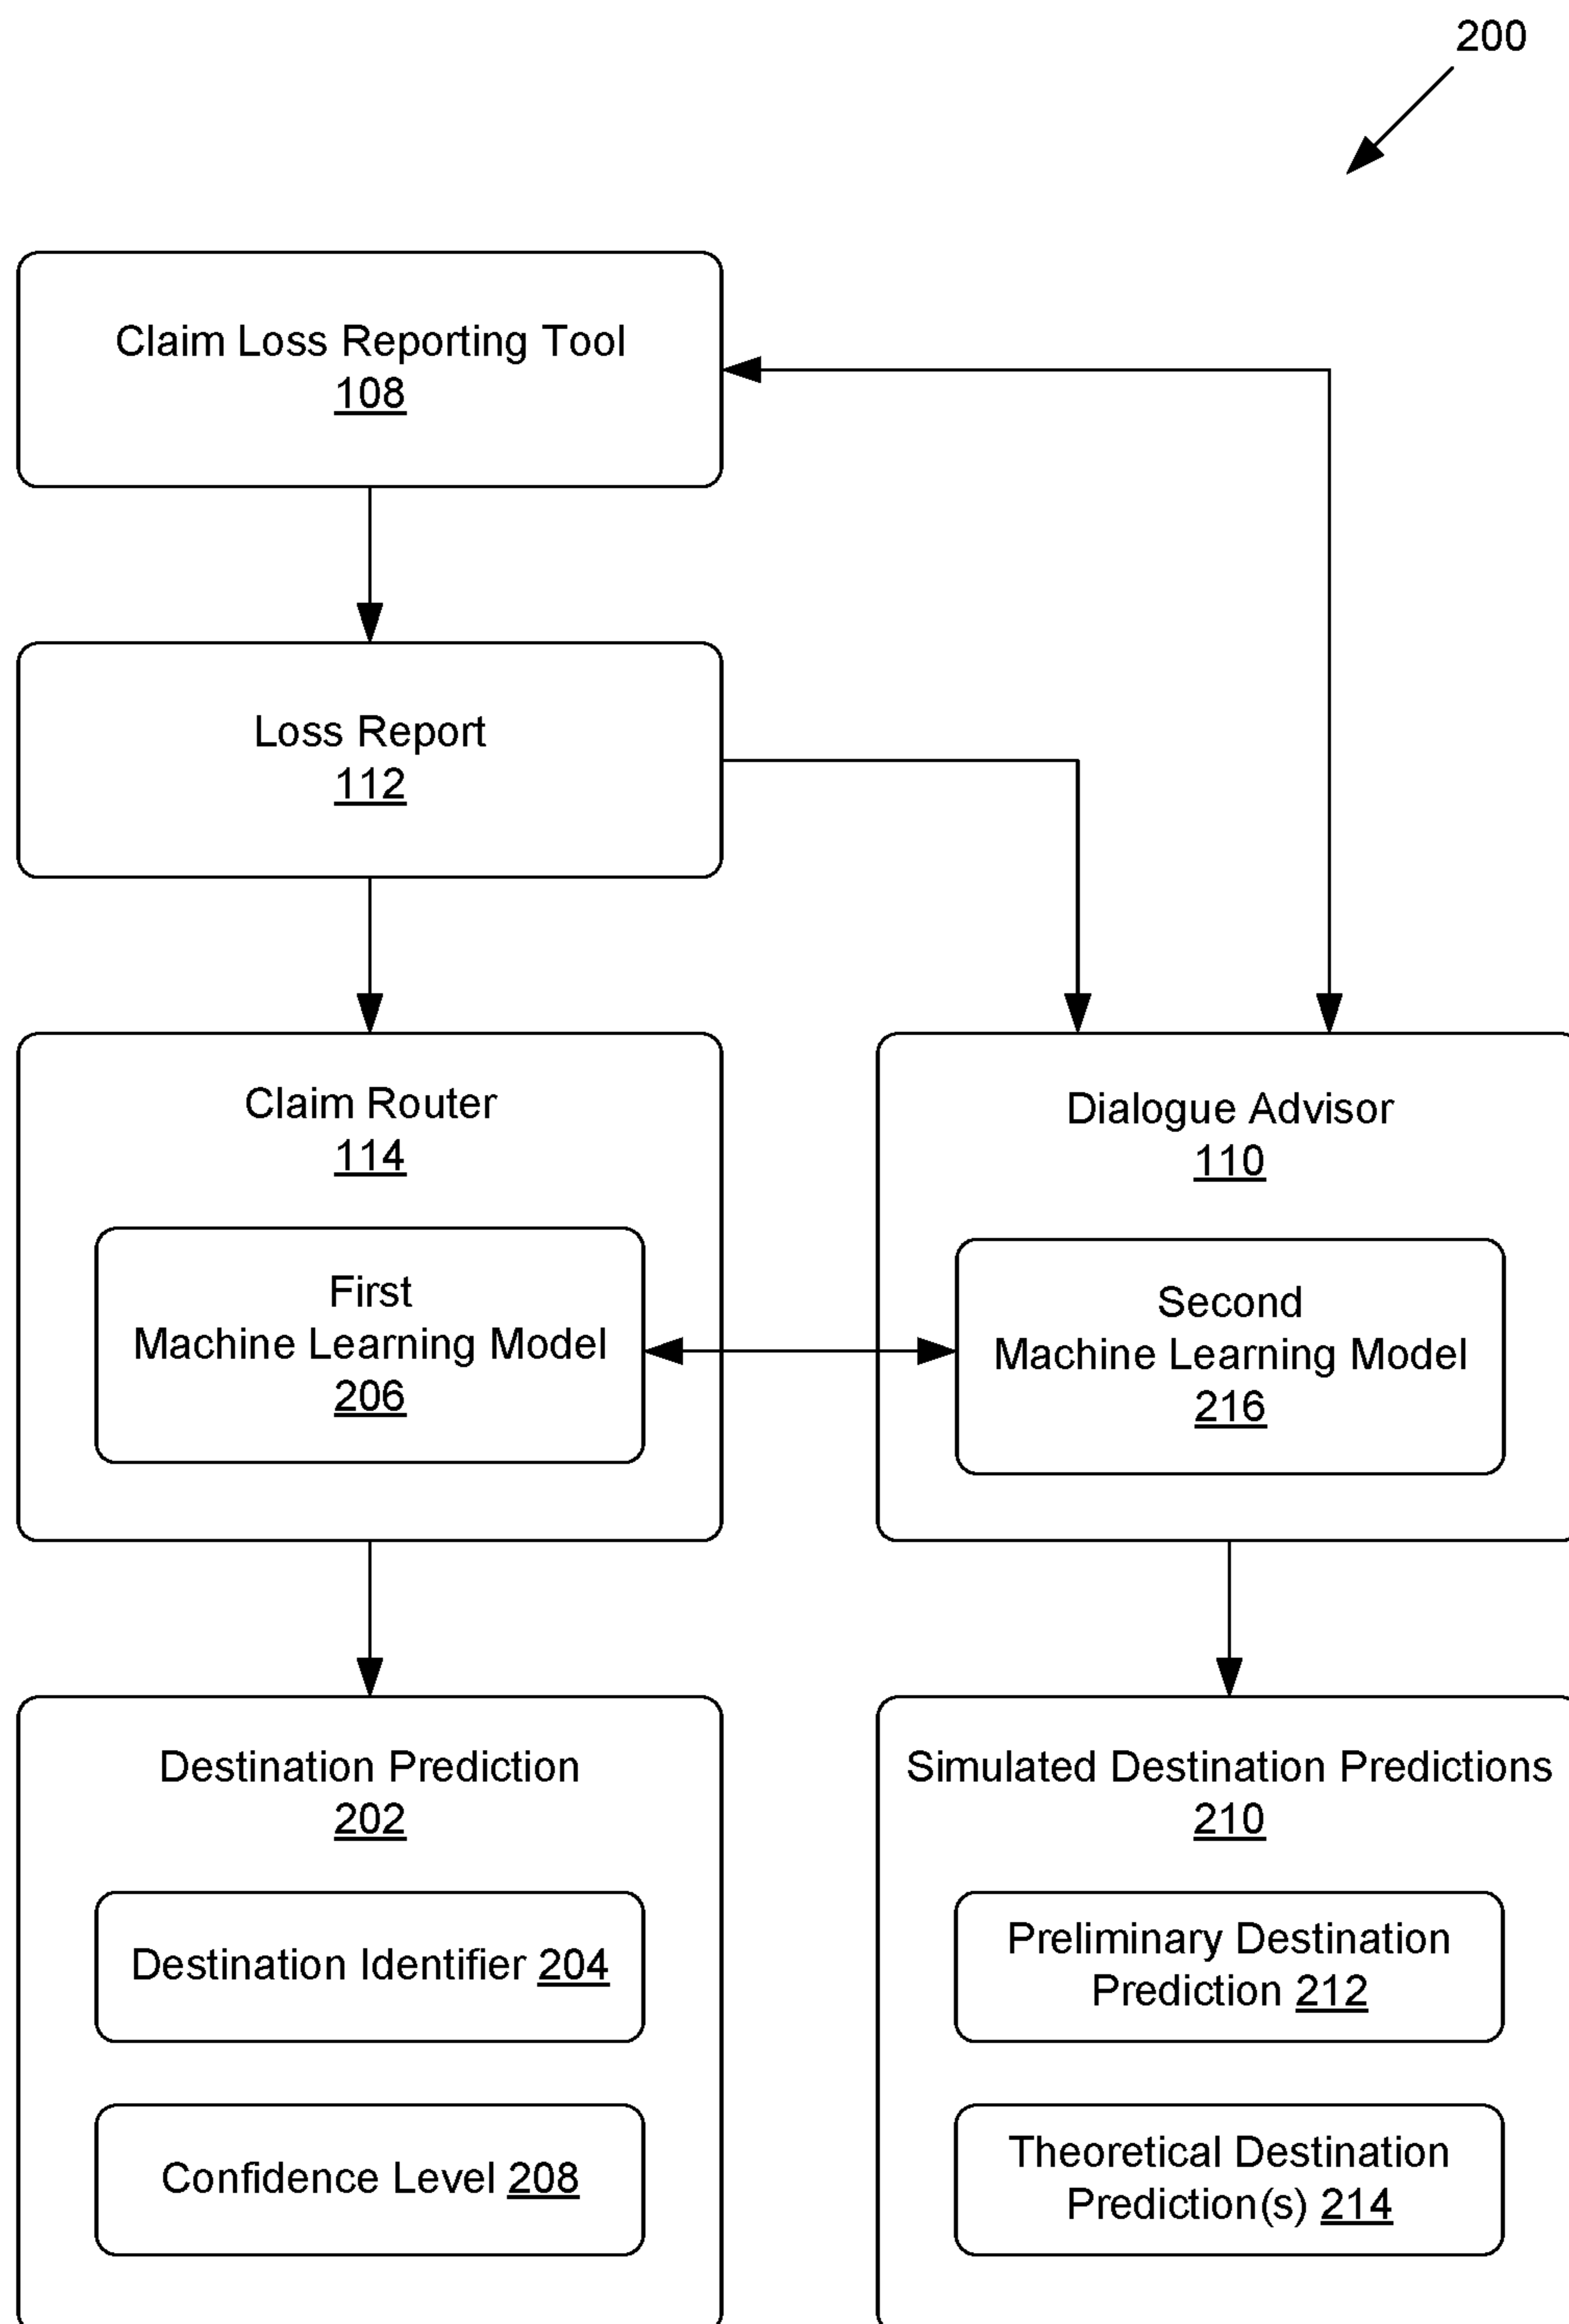 200
Claim Loss Reporting Tool
108
Loss Report
112
Claim Router
114
First
Machine Learning Model
206
Dialogue Advisor
110
Second
Machine Learning Model
216
Destination Prediction
202
Destination Identifier 204
Confidence Level 208
Simulated Destination Predictions
210
Preliminary Destination
Prediction 212
Theoretical Destination
Prediction(s) 214